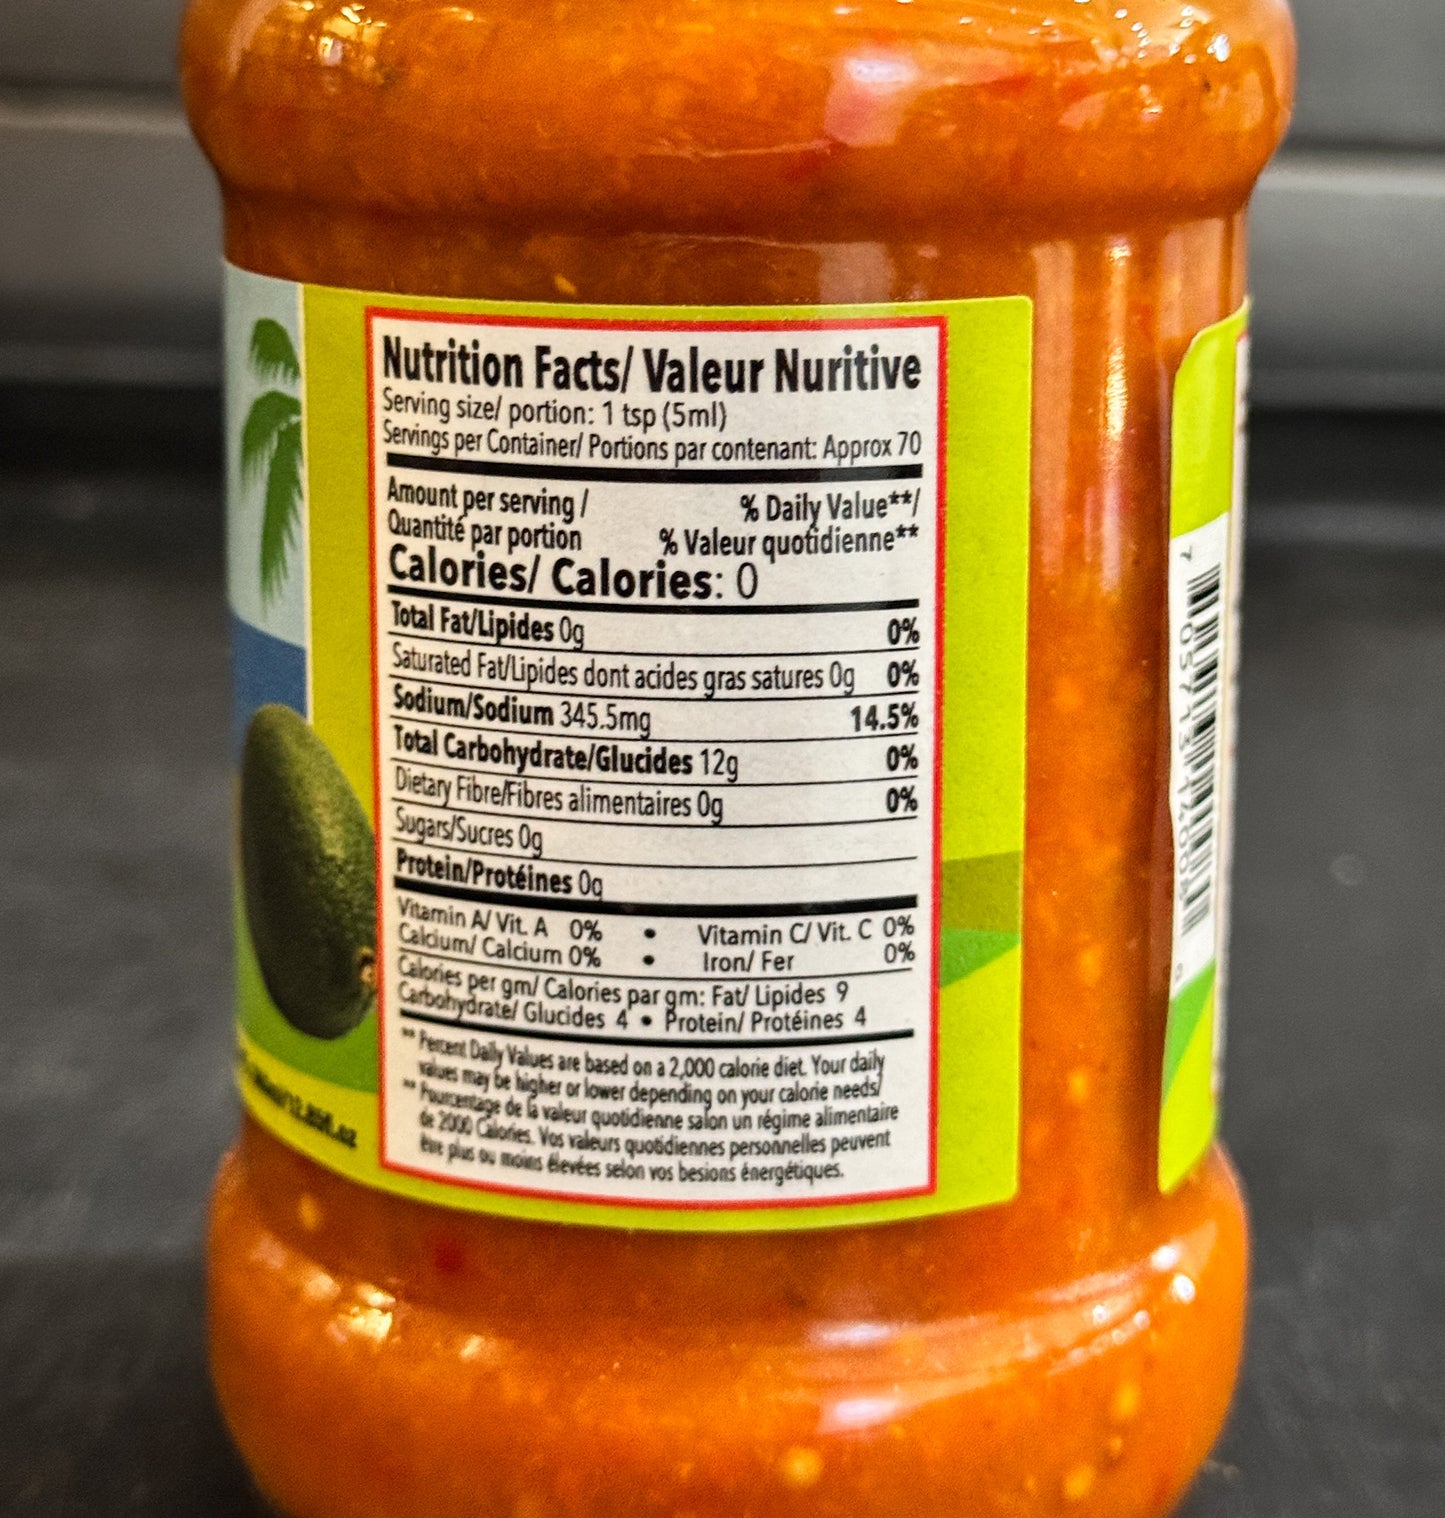 Nutrition Facts/ Valeur Nuritive
Serving size/ portion: 1 tsp (5ml)
Servings per Container/ Portions par contenant: Approx 70
Amount per serving / % Daily Value**/
Quantité par portion % Valeur quotidienne**
Calories/ Calories: 0
Total Fat/Lipides 0g 0%
Saturated Fat/Lipides dont acides gras satures 0g 0%
Sodium/Sodium 345.5mg 14.5%
Total Carbohydrate/Glucides 12g 0%
Dietary Fibre/Fibres alimentaires 0g 0%
Sugars/Sucres 0g
Protein/Protéines 0g
Vitamin A/ Vit. A 0% • Vitamin C/ Vit. C 0%
Calcium/ Calcium 0% • Iron/ Fer 0%
Calories per gm/ Calories par gm: Fat/ Lipides 9
Carbohydrate/ Glucides 4 • Protein/ Protéines 4
** Percent Daily Values are based on a 2,000 calorie diet. Your daily
values may be higher or lower depending on your calorie needs/
** Pourcentage de la valeur quotidienne salon un régime alimentaire
de 2000 Calories. Vos valeurs quotidiennes personnelles peuvent
être plus ou moins élevées selon vos besions énergétiques.